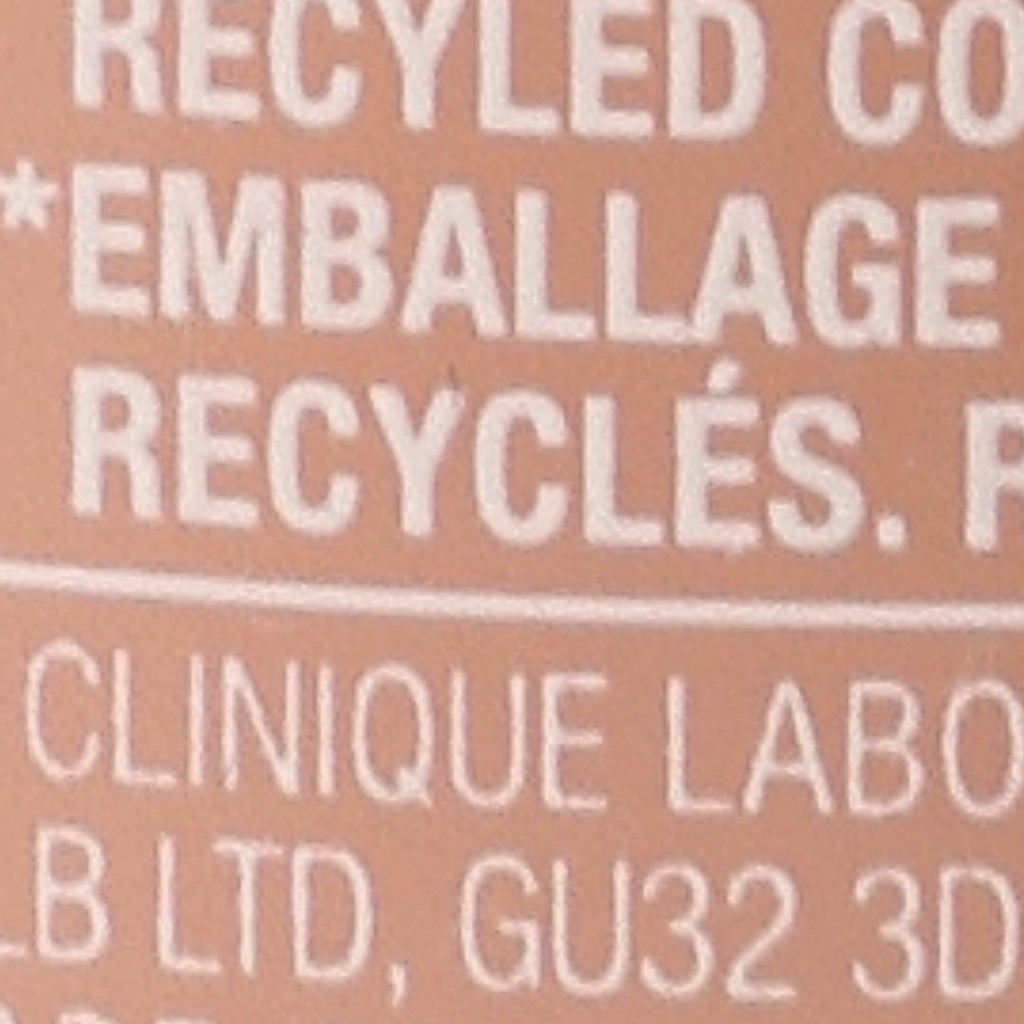 RECYLED CO
*EMBALLAGE
RECYCLÉS. R
CLINIQUE LABO
LB LTD, GU32 3D